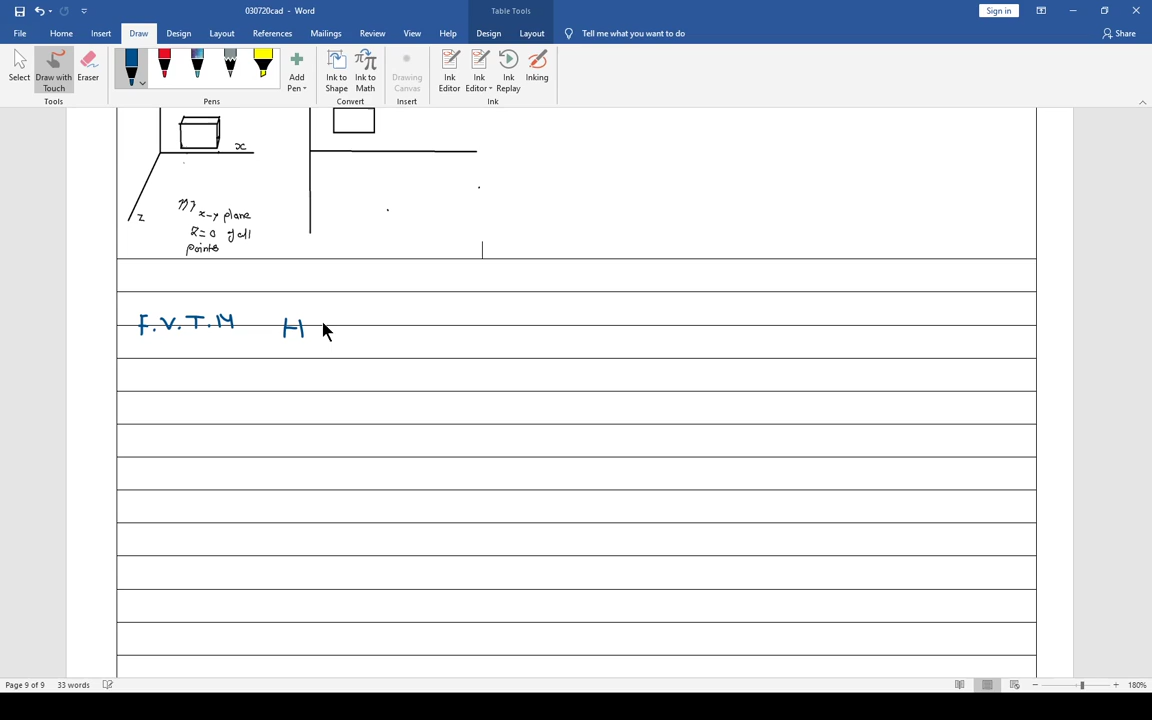 030720cad - Word
Table Tools
Sign in
File Home Insert Draw Design Layout References Mailings Review View Help Design Layout Tell me what you want to do Share
Select Draw with Touch Eraser Add Pen Ink to Shape Ink to Math Drawing Canvas Ink Editor Ink Editor Ink Replay Inking
Tools Pens Convert Insert Ink
x
z
x-y plane
Z=0 of all
points
F.V.T.M H
Page 9 of 9 33 words 180%